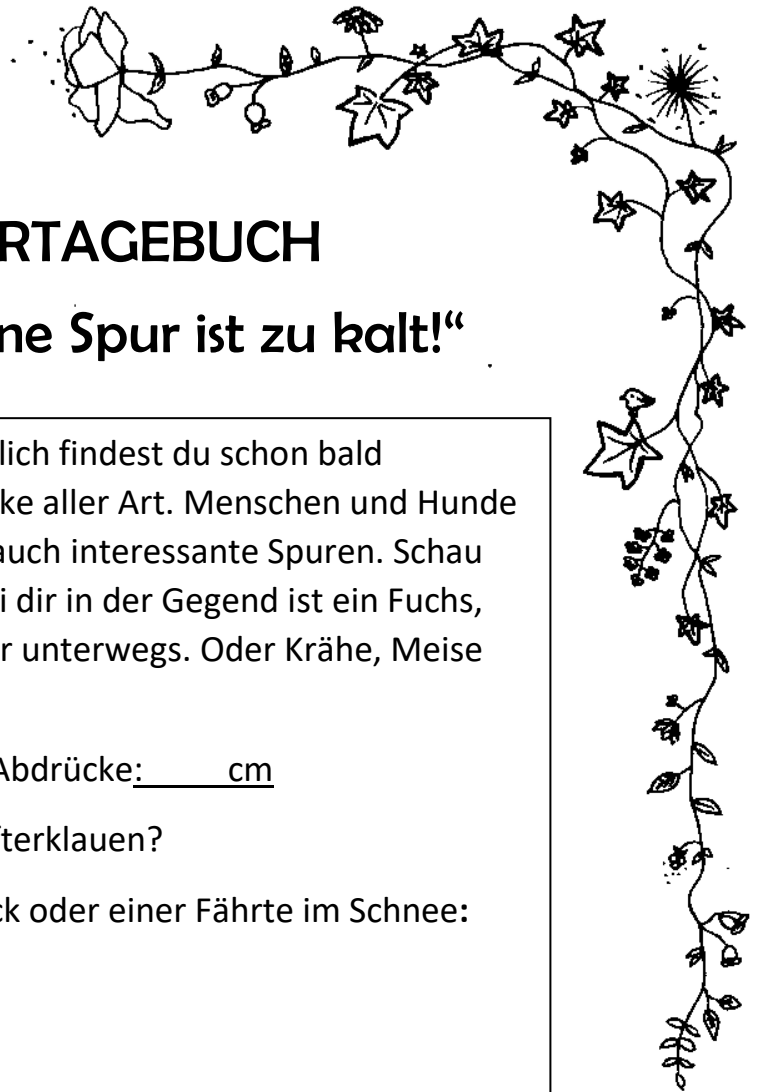 RTAGEBUCH
ne Spur ist zu kalt!“
lich findest du schon bald
ke aller Art. Menschen und Hunde
auch interessante Spuren. Schau
i dir in der Gegend ist ein Fuchs,
r unterwegs. Oder Krähe, Meise
Abdrücke: cm
fterklauen?
ck oder einer Fährte im Schnee: